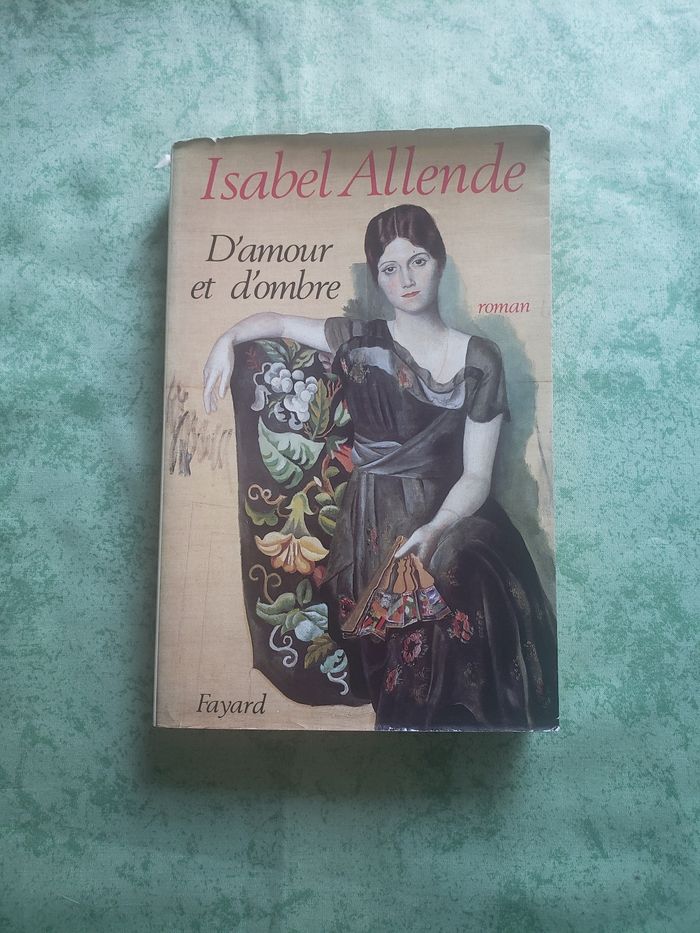 Isabel Allende
D'amour
et d'ombre
roman
Fayard